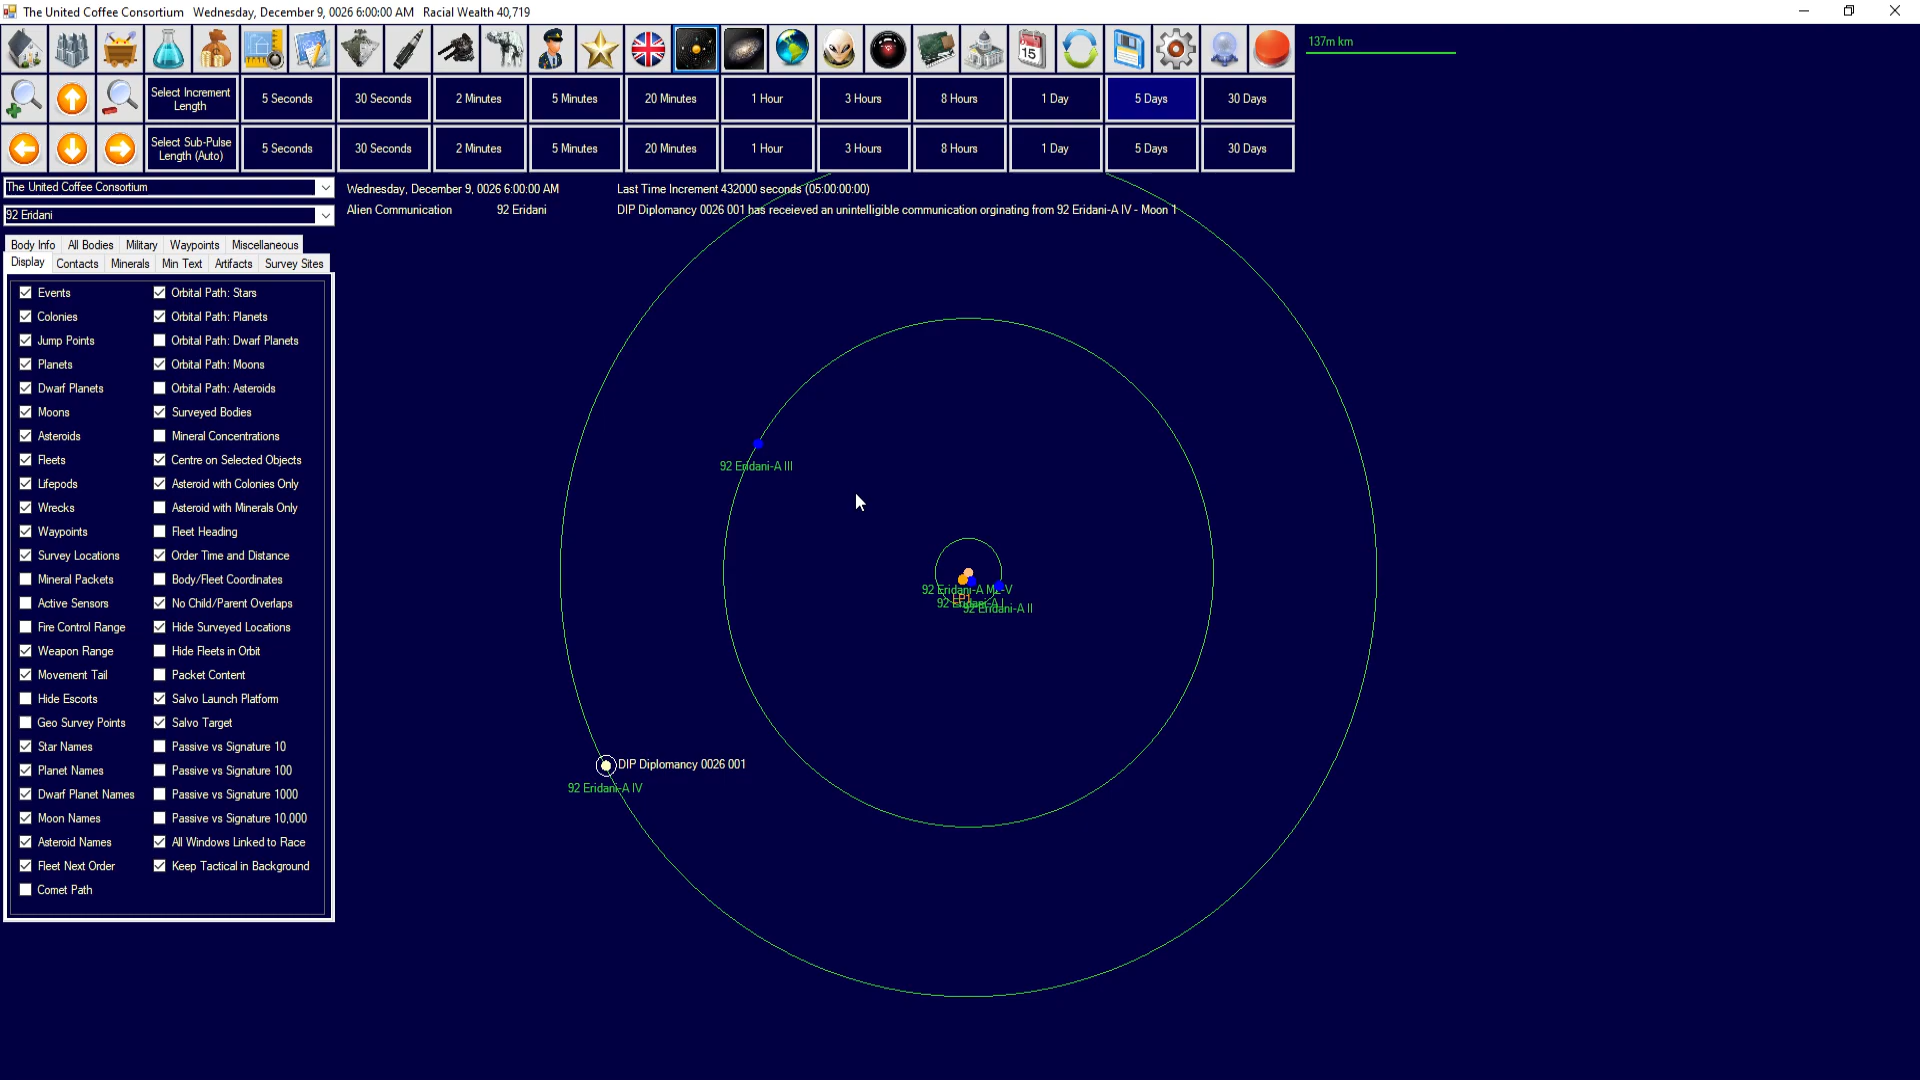 The United Coffee Consortium   Wednesday, December 9, 0026 6:00:00 AM   Racial Wealth 40,719
15
137m km
Select Increment Length
5 Seconds
30 Seconds
2 Minutes
5 Minutes
20 Minutes
1 Hour
3 Hours
8 Hours
1 Day
5 Days
30 Days
Select Sub-Pulse Length (Auto)
5 Seconds
30 Seconds
2 Minutes
5 Minutes
20 Minutes
1 Hour
3 Hours
8 Hours
1 Day
5 Days
30 Days
The United Coffee Consortium
92 Eridani
Wednesday, December 9, 0026 6:00:00 AM   Last Time Increment 432000 seconds (05:00:00:00)
Alien Communication   92 Eridani   DIP Diplomancy 0026 001 has receieved an unintelligible communication orginating from 92 Eridani-A IV - Moon 1
Body Info   All Bodies   Military   Waypoints   Miscellaneous
Display   Contacts   Minerals   Min Text   Artifacts   Survey Sites
Events   Orbital Path: Stars
Colonies   Orbital Path: Planets
Jump Points   Orbital Path: Dwarf Planets
Planets   Orbital Path: Moons
Dwarf Planets   Orbital Path: Asteroids
Moons   Surveyed Bodies
Asteroids   Mineral Concentrations
Fleets   Centre on Selected Objects
Lifepods   Asteroid with Colonies Only
Wrecks   Asteroid with Minerals Only
Waypoints   Fleet Heading
Survey Locations   Order Time and Distance
Mineral Packets   Body/Fleet Coordinates
Active Sensors   No Child/Parent Overlaps
Fire Control Range   Hide Surveyed Locations
Weapon Range   Hide Fleets in Orbit
Movement Tail   Packet Content
Hide Escorts   Salvo Launch Platform
Geo Survey Points   Salvo Target
Star Names   Passive vs Signature 10
Planet Names   Passive vs Signature 100
Dwarf Planet Names   Passive vs Signature 1000
Moon Names   Passive vs Signature 10,000
Asteroid Names   All Windows Linked to Race
Fleet Next Order   Keep Tactical in Background
Comet Path
92 Eridani-A III
92 Eridani-A
92 Eridani-A I
92 Eridani-A II
DIP Diplomancy 0026 001
92 Eridani-A IV